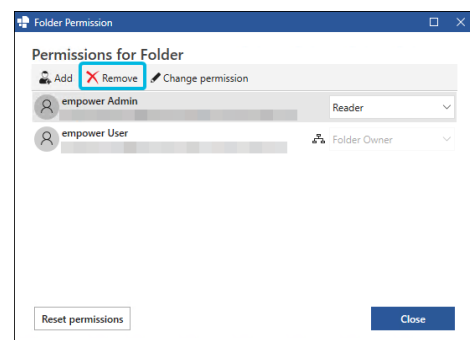 Folder Permission
Permissions for Folder
Add Remove Change permission
empower Admin
Reader
empower User
Folder Owner
Reset permissions Close